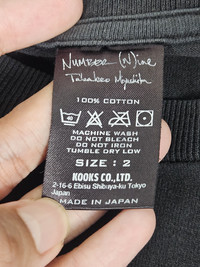 NUMBER (N)ine
Takahiro Miyashita
100% COTTON
MACHINE WASH
DO NOT BLEACH
DO NOT IRON
TUMBLE DRY LOW
SIZE : 2
KOOKS CO.,LTD.
2-16-6 Ebisu Shibuya-ku Tokyo
Japan
MADE IN JAPAN